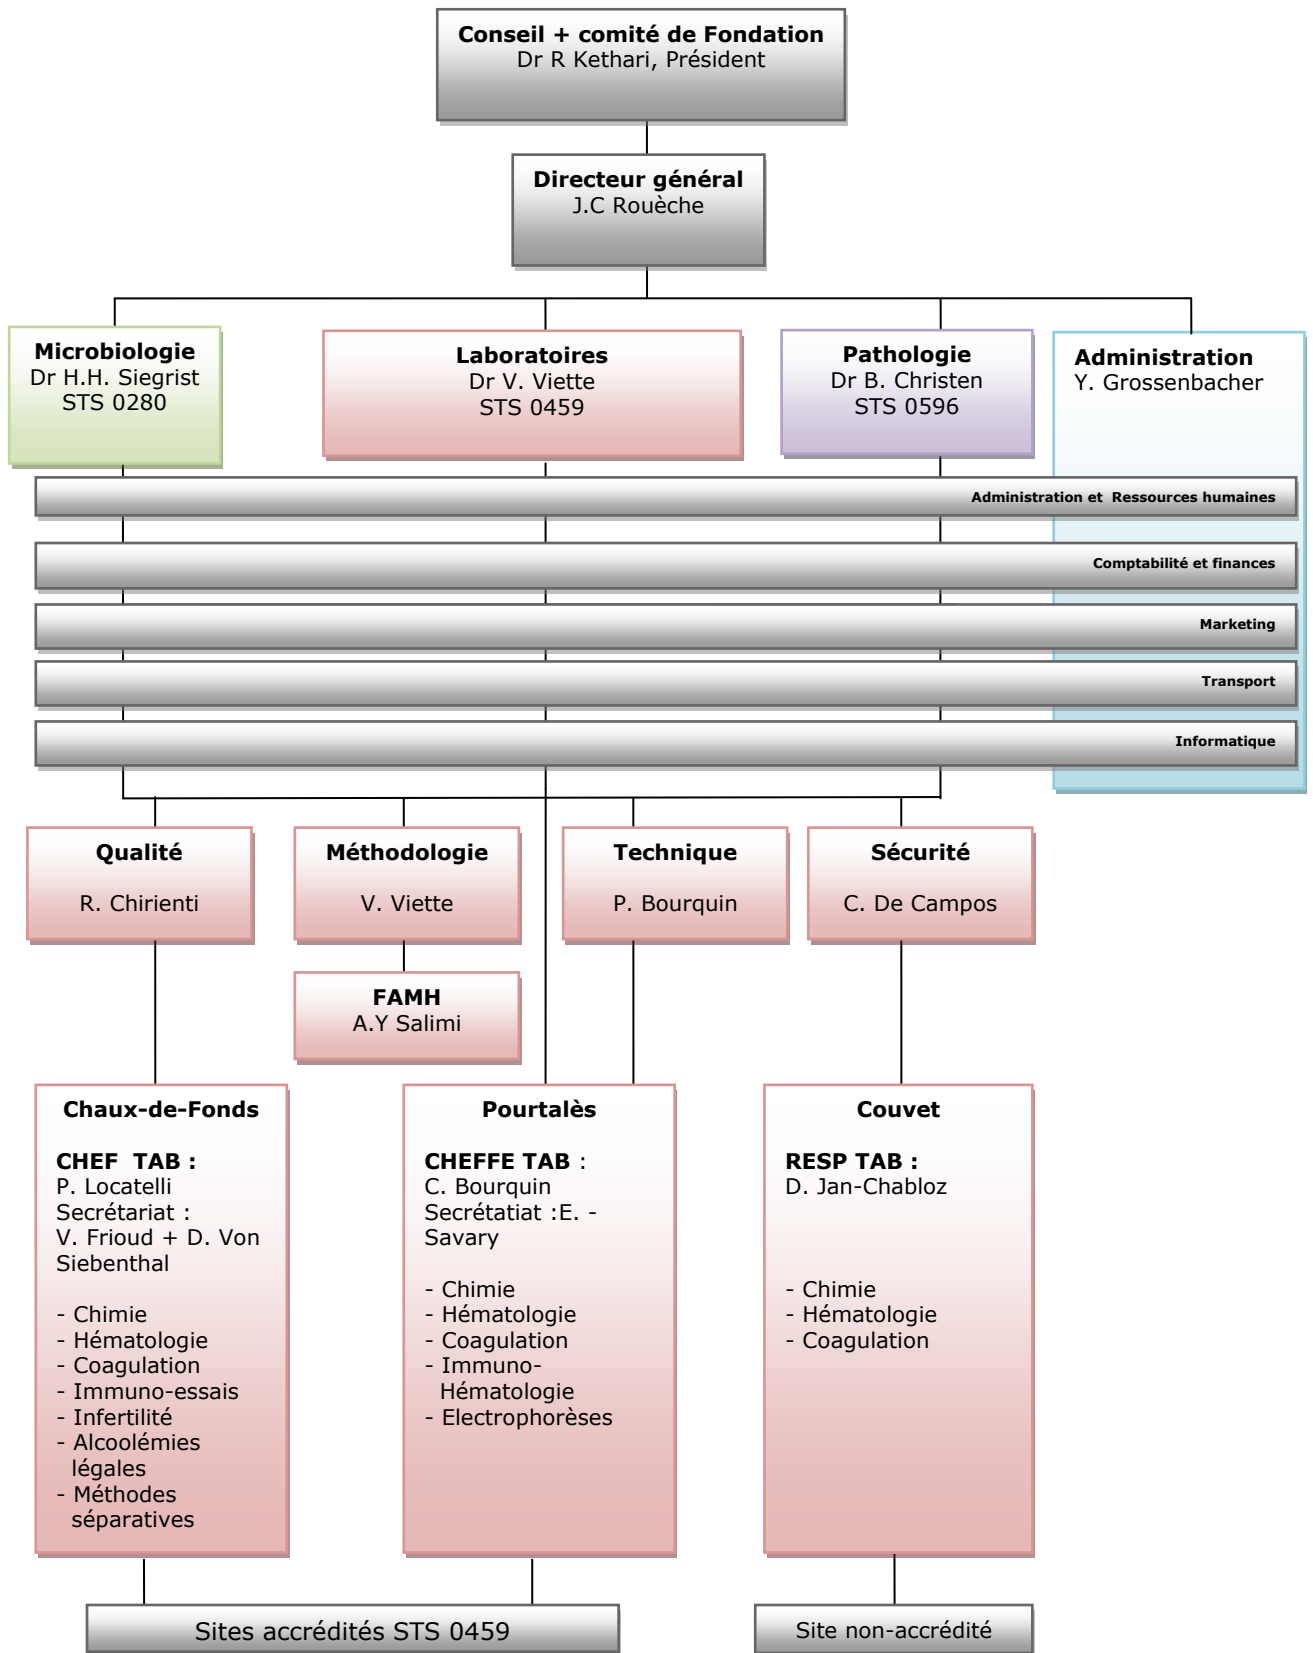 Conseil + comité de Fondation
Dr R Kethari, Président
Directeur général
J.C Rouèche
Microbiologie
Dr H.H. Siegrist
STS 0280
Laboratoires
Dr V. Viette
STS 0459
Pathologie
Dr B. Christen
STS 0596
Administration
Y. Grossenbacher
Administration et Ressources humaines
Comptabilité et finances
Marketing
Transport
Informatique
Qualité
R. Chirienti
Méthodologie
V. Viette
Technique
P. Bourquin
Sécurité
C. De Campos
FAMH
A.Y Salimi
Chaux-de-Fonds
CHEF TAB :
P. Locatelli
Secrétariat :
V. Frioud + D. Von
Siebenthal
- Chimie
- Hématologie
- Coagulation
- Immuno-essais
- Infertilité
- Alcoolémies
légales
- Méthodes
séparatives
Pourtalès
CHEFFE TAB :
C. Bourquin
Secrétatiat :E. -
Savary
- Chimie
- Hématologie
- Coagulation
- Immuno-
Hématologie
- Electrophorèses
Couvet
RESP TAB :
D. Jan-Chabloz
- Chimie
- Hématologie
- Coagulation
Sites accrédités STS 0459
Site non-accrédité